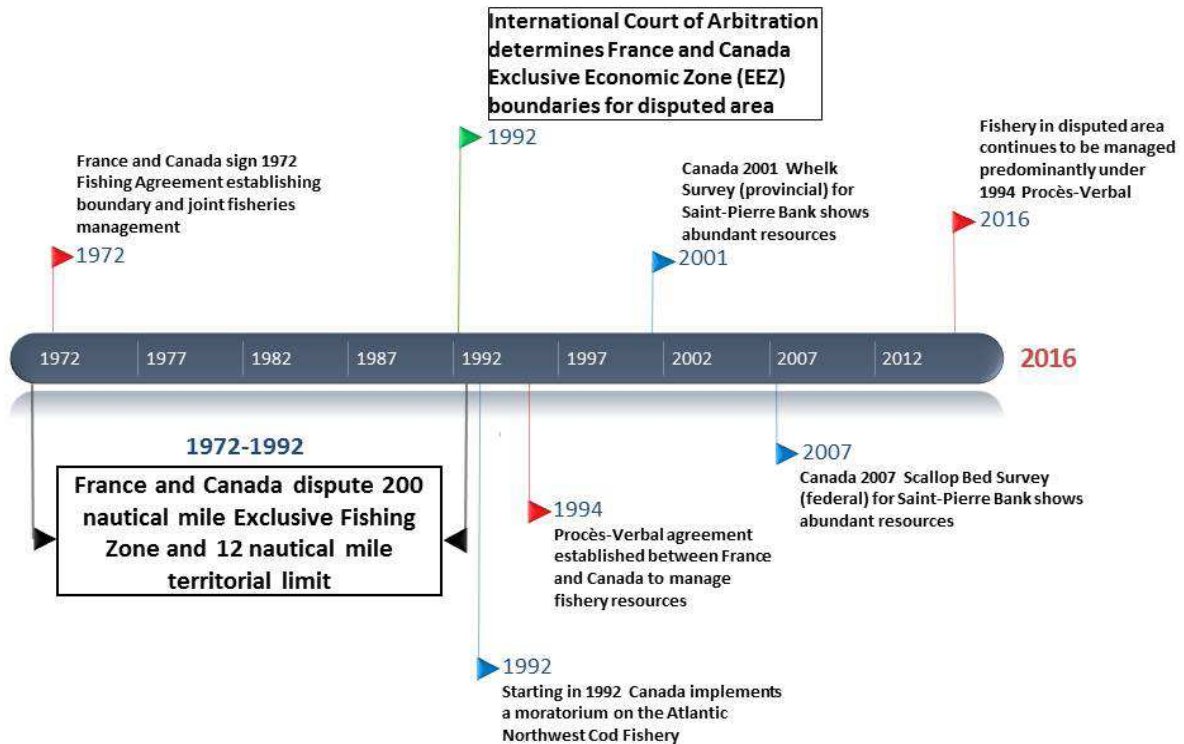 International Court of Arbitration
determines France and Canada
Exclusive Economic Zone (EEZ)
boundaries for disputed area
1992
France and Canada sign 1972
Fishing Agreement establishing
boundary and joint fisheries
management
1972
Canada 2001 Whelk
Survey (provincial) for
Saint-Pierre Bank shows
abundant resources
2001
Fishery in disputed area
continues to be managed
predominantly under
1994 Procès-Verbal
2016
1972 1977 1982 1987 1992 1997 2002 2007 2012 2016
1972-1992
France and Canada dispute 200
nautical mile Exclusive Fishing
Zone and 12 nautical mile
territorial limit
1994
Procès-Verbal agreement
established between France
and Canada to manage
fishery resources
2007
Canada 2007 Scallop Bed Survey
(federal) for Saint-Pierre Bank shows
abundant resources
1992
Starting in 1992 Canada implements
a moratorium on the Atlantic
Northwest Cod Fishery